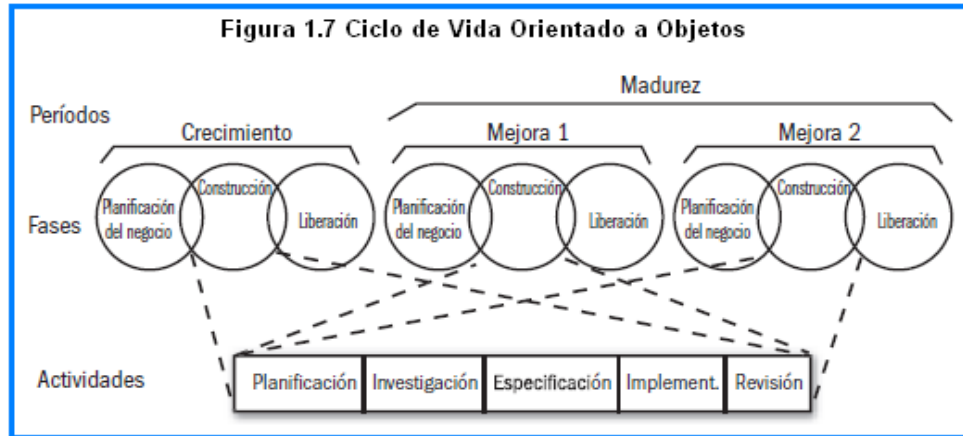 Figura 1.7 Ciclo de Vida Orientado a Objetos
Madurez
Períodos
Crecimiento
Mejora 1
Mejora 2
Fases
Planificación
del negocio
Construcción
Liberación
Planificación
del negocio
Construcción
Liberación
Planificación
del negocio
Construcción
Liberación
Actividades
Planificación
Investigación
Especificación
Implement.
Revisión